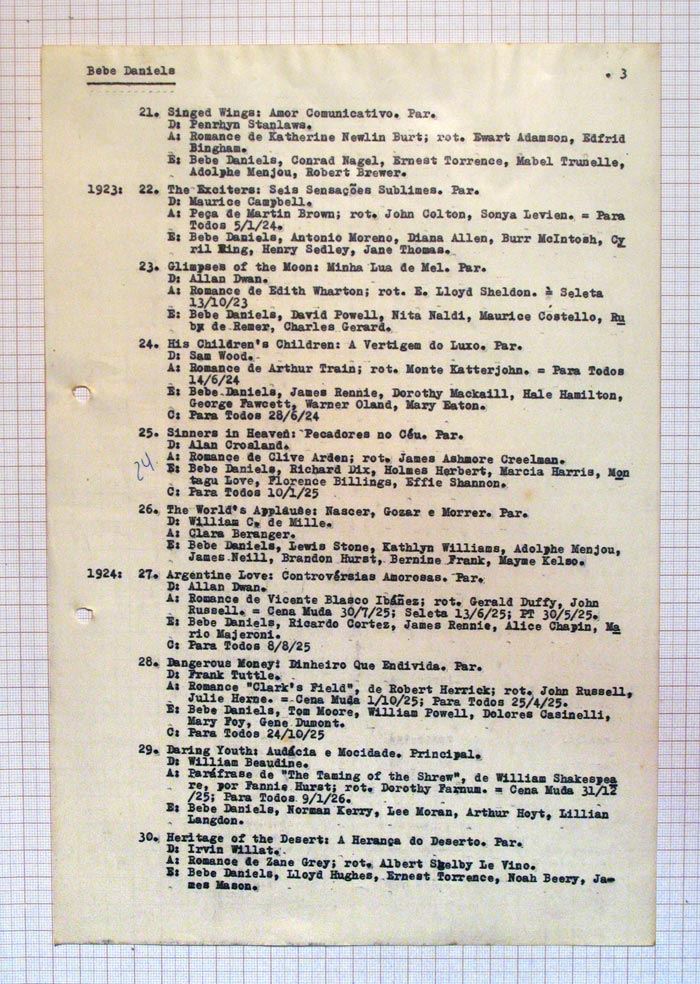 Bebe Daniels . 3
21. Singed Wings: Amor Comunicativo. Par.
D: Penrhyn Stanlaws.
A: Romance de Katherine Newlin Burt; rot. Ewart Adamson, Edfrid
Bingham.
E: Bebe Daniels, Conrad Nagel, Ernest Torrence, Mabel Trunelle,
Adolphe Menjou, Robert Brewer.
1923: 22. The Exciters: Seis Sensações Sublimes. Par.
D: Maurice Campbell.
A: Peça de Martin Brown; rot. John Colton, Sonya Levien. = Para
Todos 5/1/24.
E: Bebe Daniels, Antonio Moreno, Diana Allen, Burr McIntosh, Cy
ril Ring, Henry Sedley, Jane Thomas.
23. Glimpses of the Moon: Minha Lua de Mel. Par.
D: Allan Dwan.
A: Romance de Edith Wharton; rot. E. Lloyd Sheldon. = Seleta
13/10/23
E: Bebe Daniels, David Powell, Nita Naldi, Maurice Costello, Ru
by de Remer, Charles Gerard.
24. His Children's Children: A Vertigem do Luxo. Par.
D: Sam Wood.
A: Romance de Arthur Train; rot. Monte Katterjohn. = Para Todos
14/6/24
E: Bebe Daniels, James Rennie, Dorothy Mackaill, Hale Hamilton,
George Fawcett, Warner Oland, Mary Eaton.
C: Para Todos 28/6/24
25. Sinners in Heaven: Pecadores no Céu. Par.
D: Alan Crosland.
A: Romance de Clive Arden; rot. James Ashmore Creelman.
24 E: Bebe Daniels, Richard Dix, Holmes Herbert, Marcia Harris, Mon
tagu Love, Florence Billings, Effie Shannon.
C: Para Todos 10/1/25
26. The World's Applause: Nascer, Gozar e Morrer. Par.
D: William C. de Mille.
A: Clara Beranger.
E: Bebe Daniels, Lewis Stone, Kathlyn Williams, Adolphe Menjou,
James Neill, Brandon Hurst, Bernine Frank, Mayme Kelso.
1924: 27. Argentine Love: Controvérsias Amorosas. Par.
D: Allan Dwan.
A: Romance de Vicente Blasco Ibáñez; rot. Gerald Duffy, John
Russell. = Cena Muda 30/7/25; Seleta 13/6/25; PT 30/5/25.
E: Bebe Daniels, Ricardo Cortez, James Rennie, Alice Chapin, Ma
rio Majeroni.
C: Para Todos 8/8/25
28. Dangerous Money: Dinheiro Que Endivida. Par.
D: Frank Tuttle.
A: Romance "Clark's Field", de Robert Herrick; rot. John Russell,
Julie Herne. = Cena Muda 1/10/25; Para Todos 25/4/25.
E: Bebe Daniels, Tom Moore, William Powell, Dolores Casinelli,
Mary Foy, Gene Dumont.
C: Para Todos 24/10/25
29. Daring Youth: Audácia e Mocidade. Principal.
D: William Beaudine.
A: Paráfrase de "The Taming of the Shrew", de William Shakespea
re, por Fannie Hurst; rot. Dorothy Farnum. = Cena Muda 31/12
/25; Para Todos 9/1/26.
E: Bebe Daniels, Norman Kerry, Lee Moran, Arthur Hoyt, Lillian
Langdon.
30. Heritage of the Desert: A Herança do Deserto. Par.
D: Irvin Willat.
A: Romance de Zane Grey; rot. Albert Shelby Le Vino.
E: Bebe Daniels, Lloyd Hughes, Ernest Torrence, Noah Beery, Ja-
mes Mason.